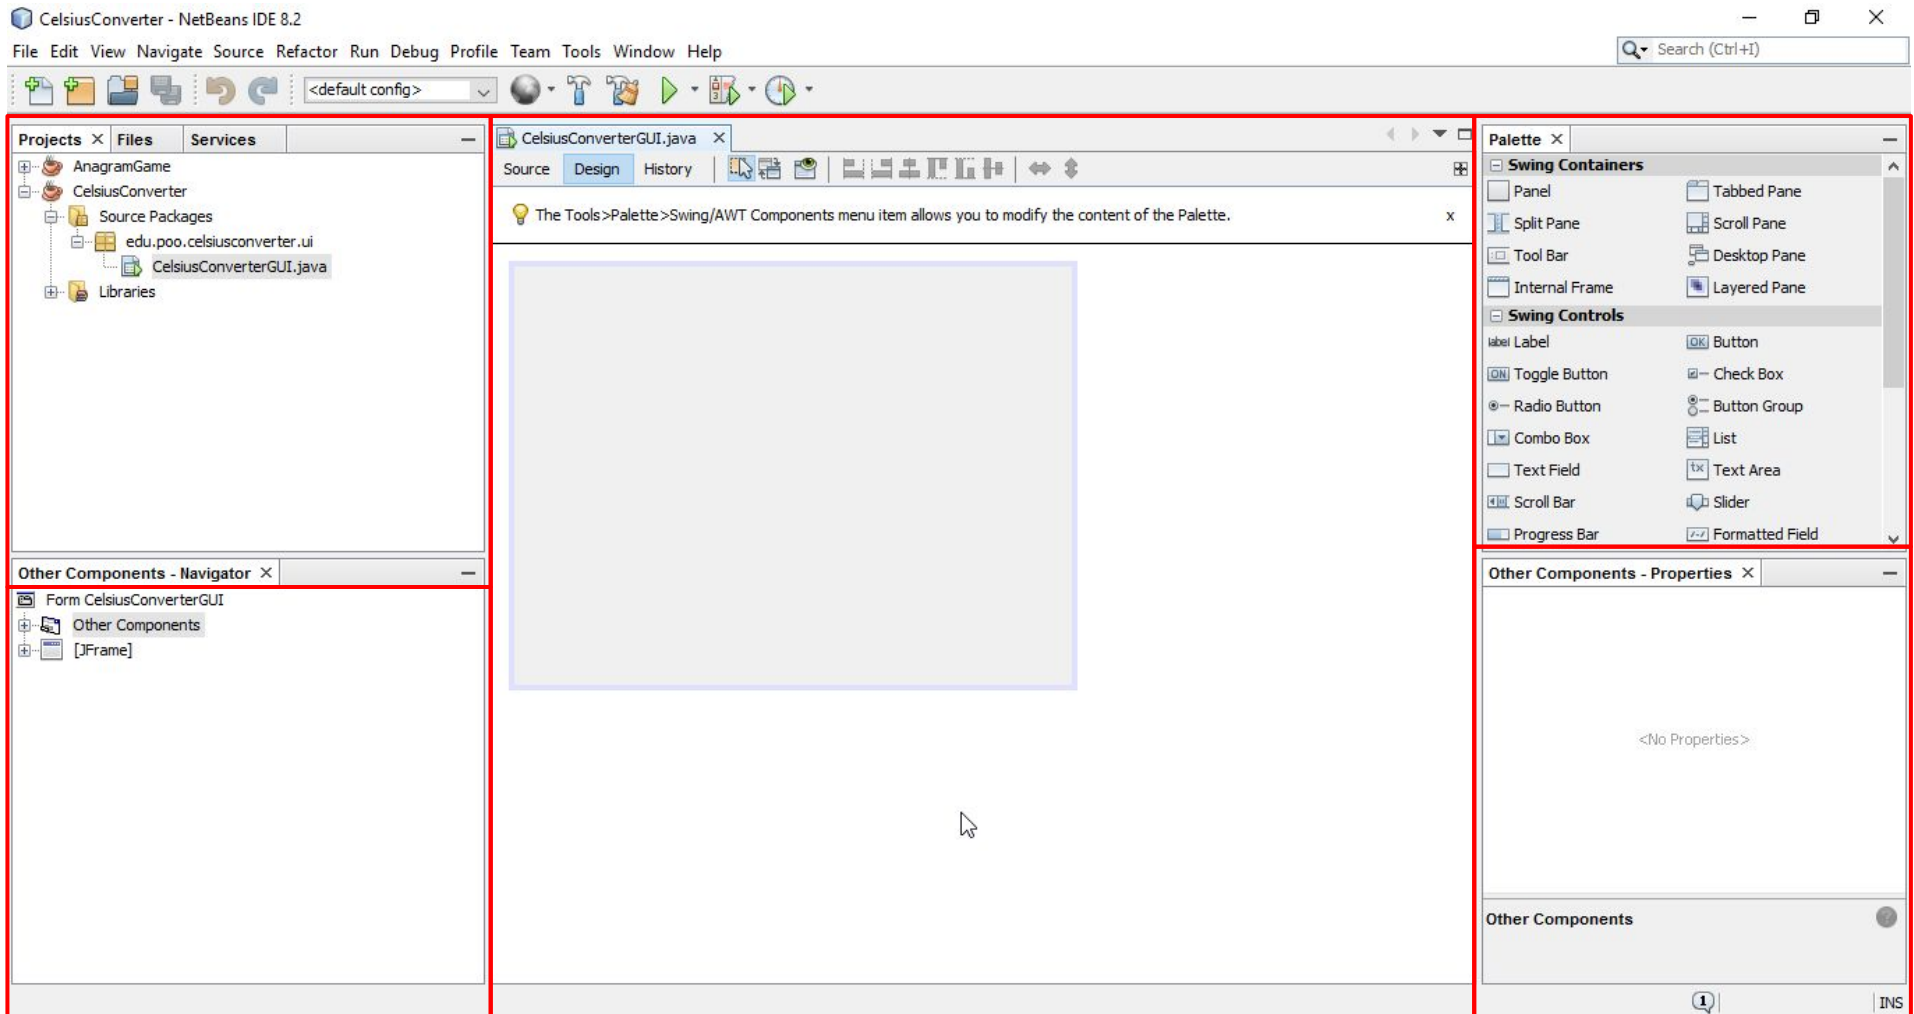 CelsiusConverter - NetBeans IDE 8.2
File Edit View Navigate Source Refactor Run Debug Profile Team Tools Window Help
Search (Ctrl+I)
<default config>
Projects Files Services
AnagramGame
CelsiusConverter
Source Packages
edu.poo.celsiusconverter.ui
CelsiusConverterGUI.java
Libraries
Other Components - Navigator
Form CelsiusConverterGUI
Other Components
[JFrame]
CelsiusConverterGUI.java
Source Design History
The Tools>Palette>Swing/AWT Components menu item allows you to modify the content of the Palette. x
Palette
Swing Containers
Panel Tabbed Pane
Split Pane Scroll Pane
Tool Bar Desktop Pane
Internal Frame Layered Pane
Swing Controls
label Label OK Button
ON Toggle Button Check Box
Radio Button Button Group
Combo Box List
Text Field tx Text Area
Scroll Bar Slider
Progress Bar Formatted Field
Other Components - Properties
<No Properties>
Other Components
1 INS